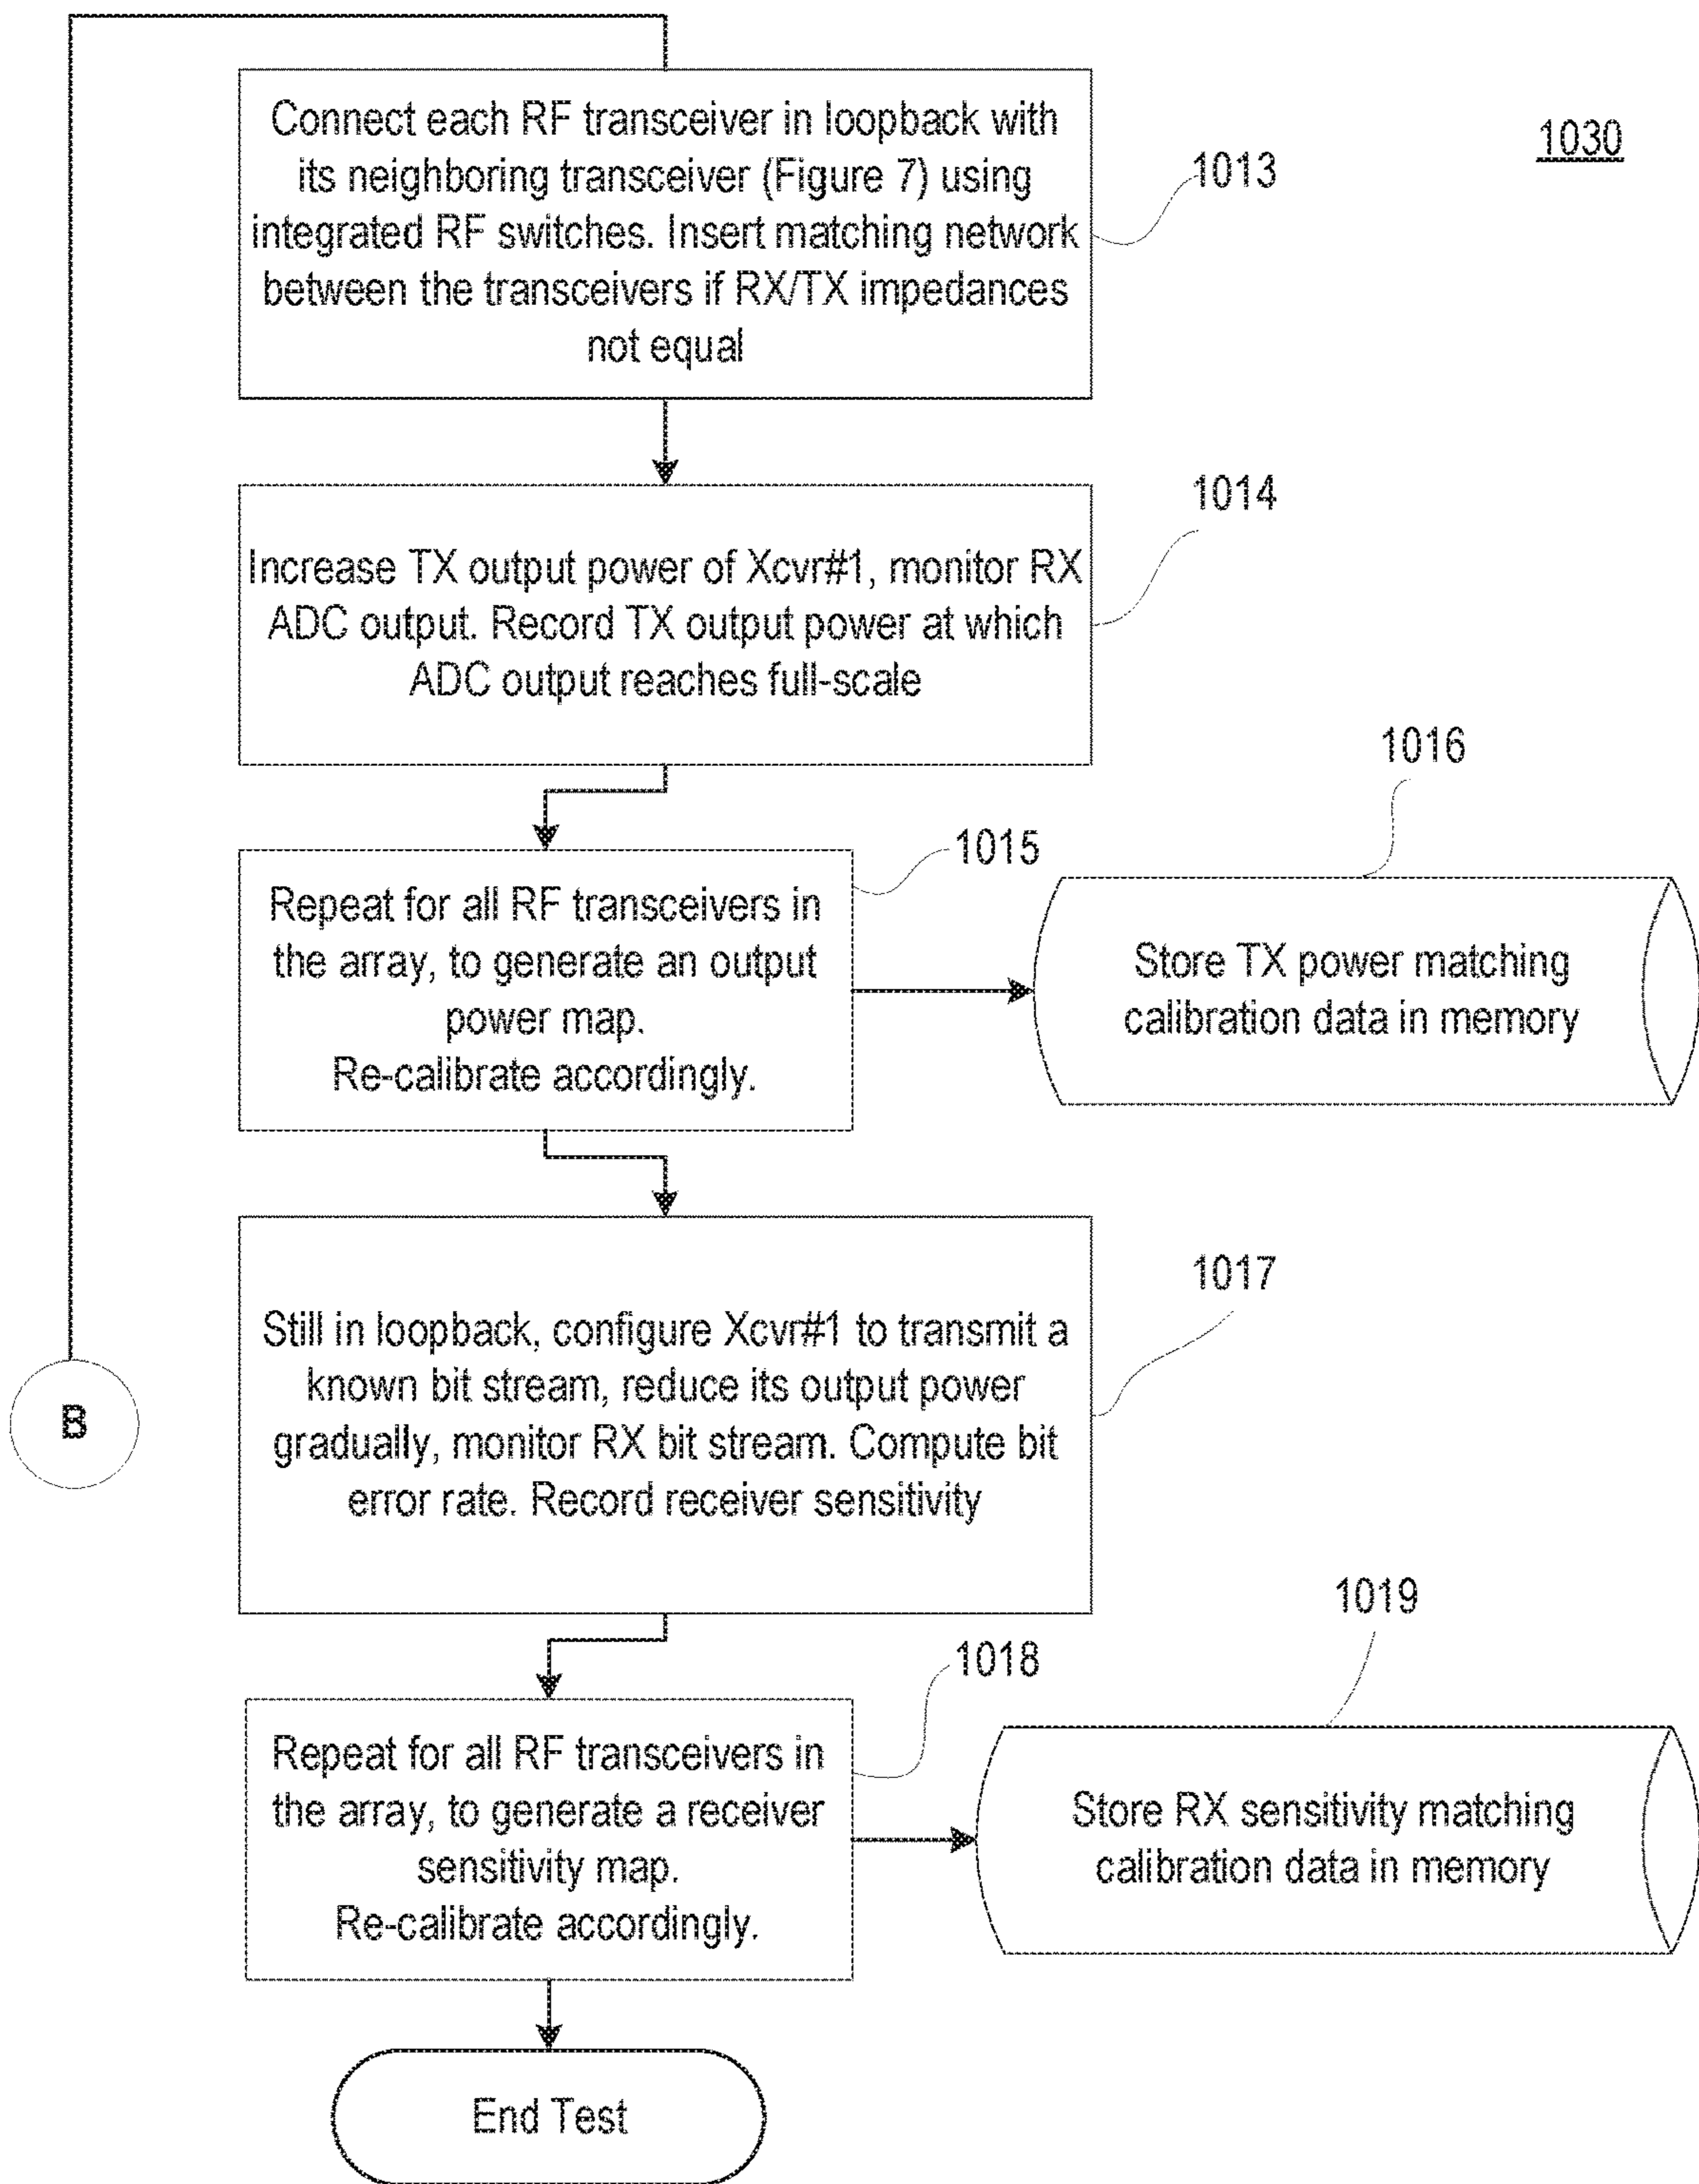 1030
Connect each RF transceiver in loopback with
its neighboring transceiver (Figure 7) using
integrated RF switches. Insert matching network
between the transceivers if RX/TX impedances
not equal
1013
Increase TX output power of Xcvr#1, monitor RX
ADC output. Record TX output power at which
ADC output reaches full-scale
1014
Repeat for all RF transceivers in
the array, to generate an output
power map.
Re-calibrate accordingly.
1015
1016
Store TX power matching
calibration data in memory
Still in loopback, configure Xcvr#1 to transmit a
known bit stream, reduce its output power
gradually, monitor RX bit stream. Compute bit
error rate. Record receiver sensitivity
1017
B
Repeat for all RF transceivers in
the array, to generate a receiver
sensitivity map.
Re-calibrate accordingly.
1018
1019
Store RX sensitivity matching
calibration data in memory
End Test